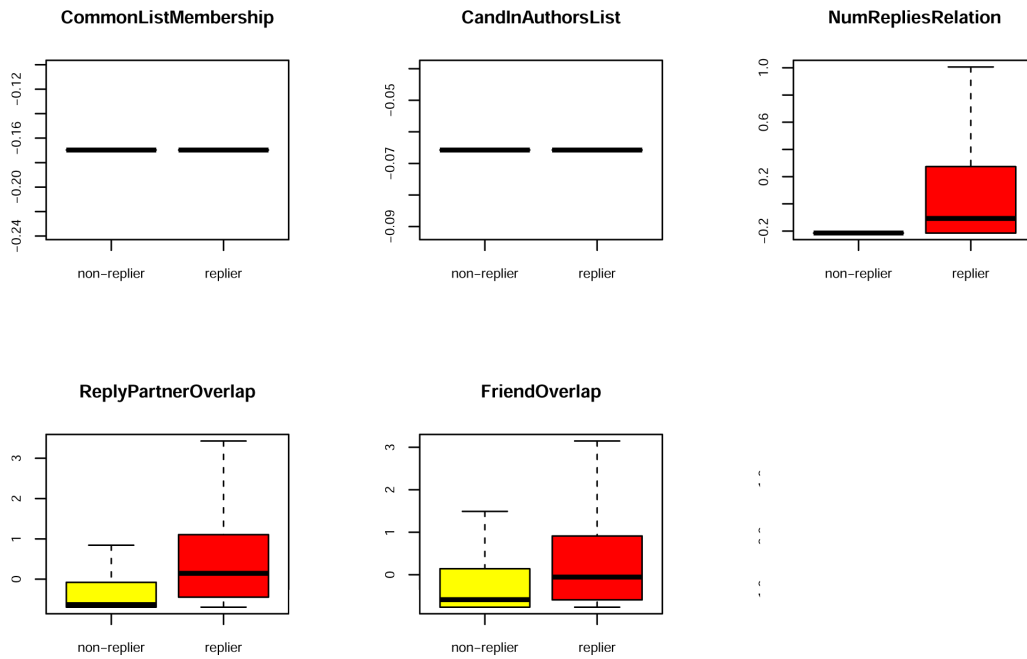 CommonListMembership
CandInAuthorsList
NumRepliesRelation
−0.12
−0.16
−0.20
−0.24
−0.05
−0.07
−0.09
1.0
0.6
0.2
−0.2
non−replier
replier
non−replier
replier
non−replier
replier
ReplyPartnerOverlap
FriendOverlap
3
2
1
0
3
2
1
0
non−replier
replier
non−replier
replier